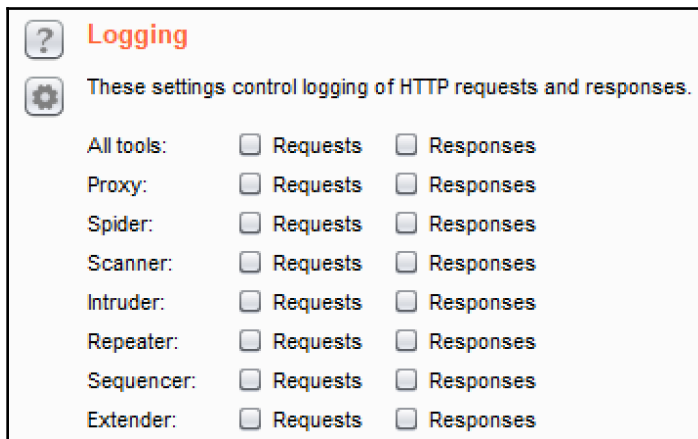 Logging
These settings control logging of HTTP requests and responses.
All tools: Requests Responses
Proxy: Requests Responses
Spider: Requests Responses
Scanner: Requests Responses
Intruder: Requests Responses
Repeater: Requests Responses
Sequencer: Requests Responses
Extender: Requests Responses